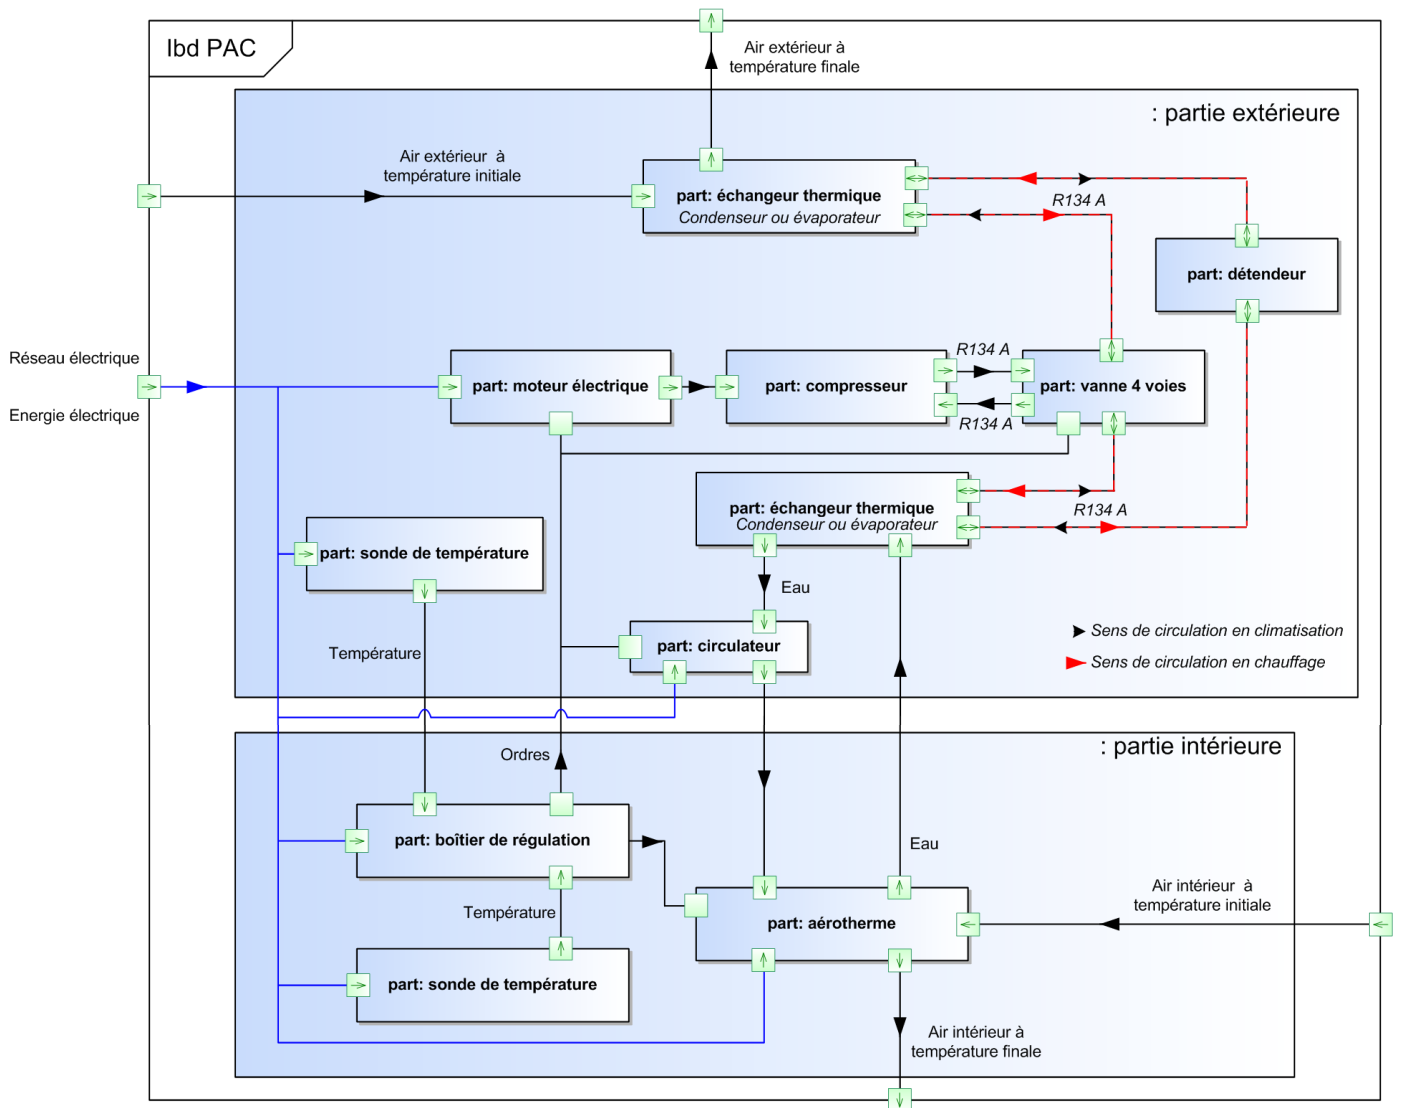 Ibd PAC
Air extérieur à
température finale
: partie extérieure
Air extérieur à
température initiale
part: échangeur thermique
Condenseur ou évaporateur
R134 A
part: détendeur
Réseau électrique
Energie électrique
part: moteur électrique
part: compresseur
R134 A
R134 A
part: vanne 4 voies
part: échangeur thermique
Condenseur ou évaporateur
R134 A
part: sonde de température
Eau
Température
part: circulateur
Sens de circulation en climatisation
Sens de circulation en chauffage
: partie intérieure
Ordres
part: boîtier de régulation
Eau
Température
part: aérotherme
Air intérieur à
température initiale
part: sonde de température
Air intérieur à
température finale